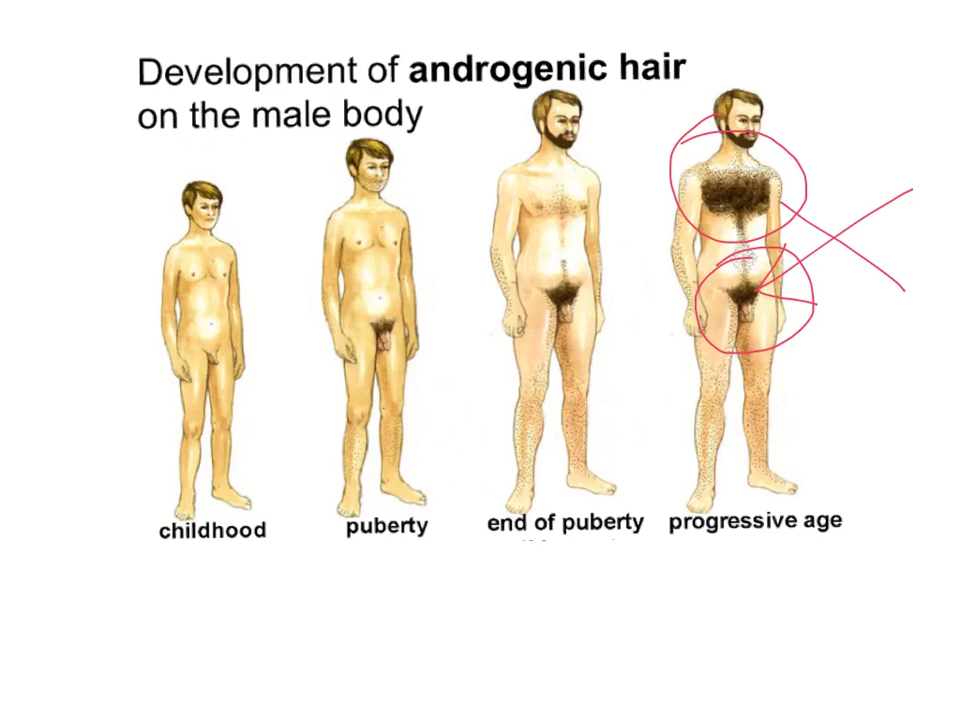 Development of androgenic hair
on the male body
childhood
puberty
end of puberty
progressive age